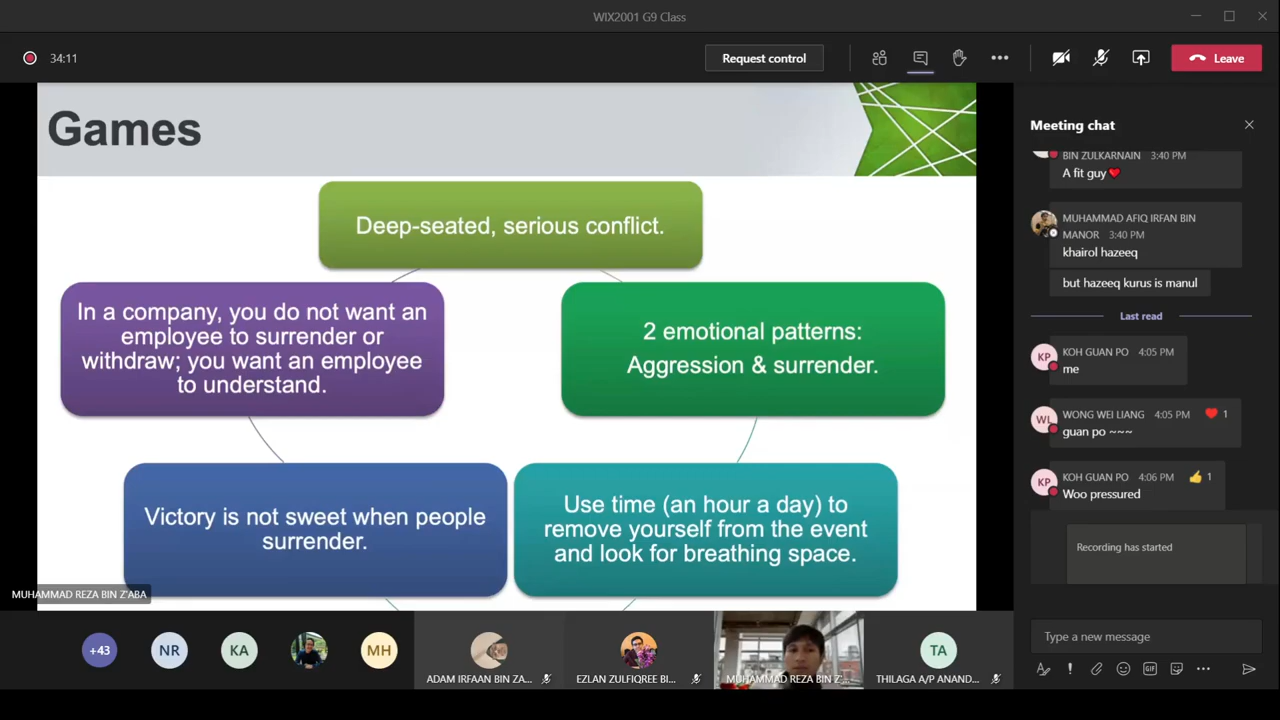 WIX2001 G9 Class
34:11
Request control
Leave
Games
Deep-seated, serious conflict.
In a company, you do not want an
employee to surrender or
withdraw; you want an employee
to understand.
2 emotional patterns:
Aggression & surrender.
Victory is not sweet when people
surrender.
Use time (an hour a day) to
remove yourself from the event
and look for breathing space.
MUHAMMAD REZA BIN Z'ABA
+43
NR
KA
MH
ADAM IRFAAN BIN ZA...
EZLAN ZULFIQREE BI...
MUHAMMAD REZA BIN Z'...
TA
THILAGA A/P ANAND...
Meeting chat
BIN ZULKARNAIN 3:40 PM
A fit guy❤
MUHAMMAD AFIQ IRFAN BIN
MANOR 3:40 PM
khairol hazeeq
but hazeeq kurus is manul
Last read
KP
KOH GUAN PO 4:05 PM
me
WL
WONG WEI LIANG 4:05 PM ❤ 1
guan po ~~~
KP
KOH GUAN PO 4:06 PM 👍 1
Woo pressured
Recording has started
Type a new message
GIF